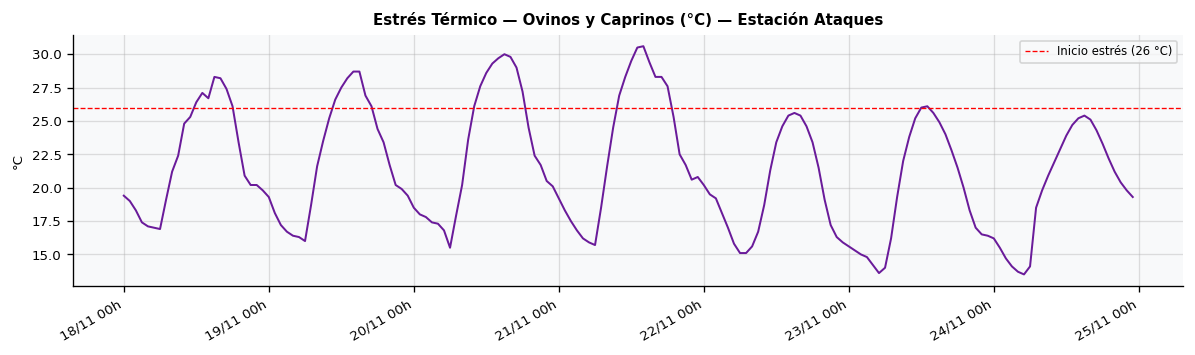 Estrés Térmico — Ovinos y Caprinos (°C) — Estación Ataques
Inicio estrés (26 °C)
°C
30.0
27.5
25.0
22.5
20.0
17.5
15.0
18/11 00h
19/11 00h
20/11 00h
21/11 00h
22/11 00h
23/11 00h
24/11 00h
25/11 00h